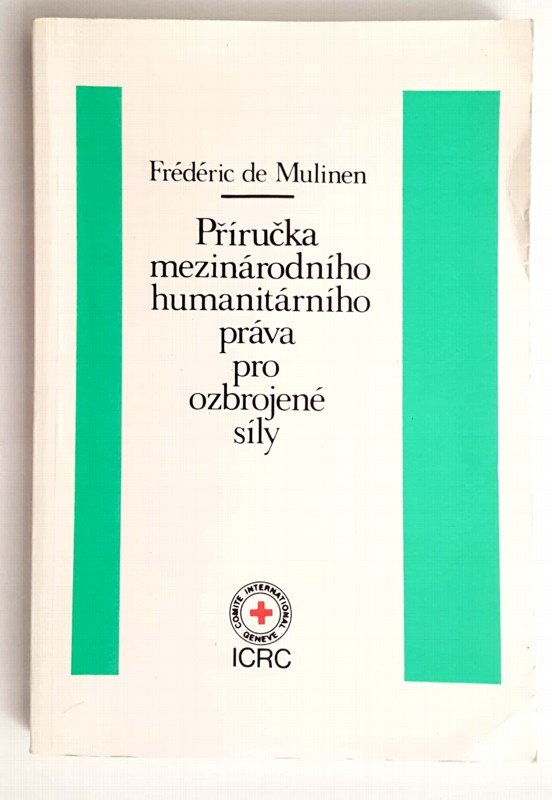 Frédéric de Mulinen
Příručka
mezinárodního
humanitárního
práva
pro
ozbrojené
síly
COMITE INTERNATIONAL
GENEVE
ICRC